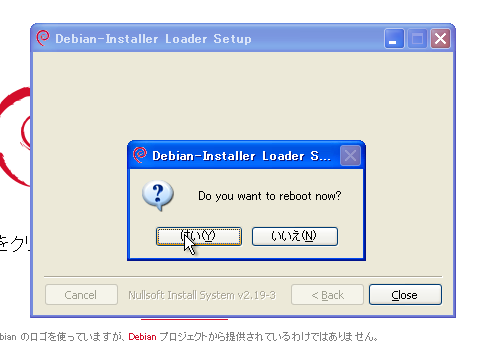 Debian-Installer Loader Setup
Debian-Installer Loader S...
Do you want to reboot now?
はい(Y)
いいえ(N)
をクリ
Cancel
Nullsoft Install System v2.19-3
< Back
Close
bian のロゴを使っていますが、Debian プロジェクトから提供されているわけではありません。